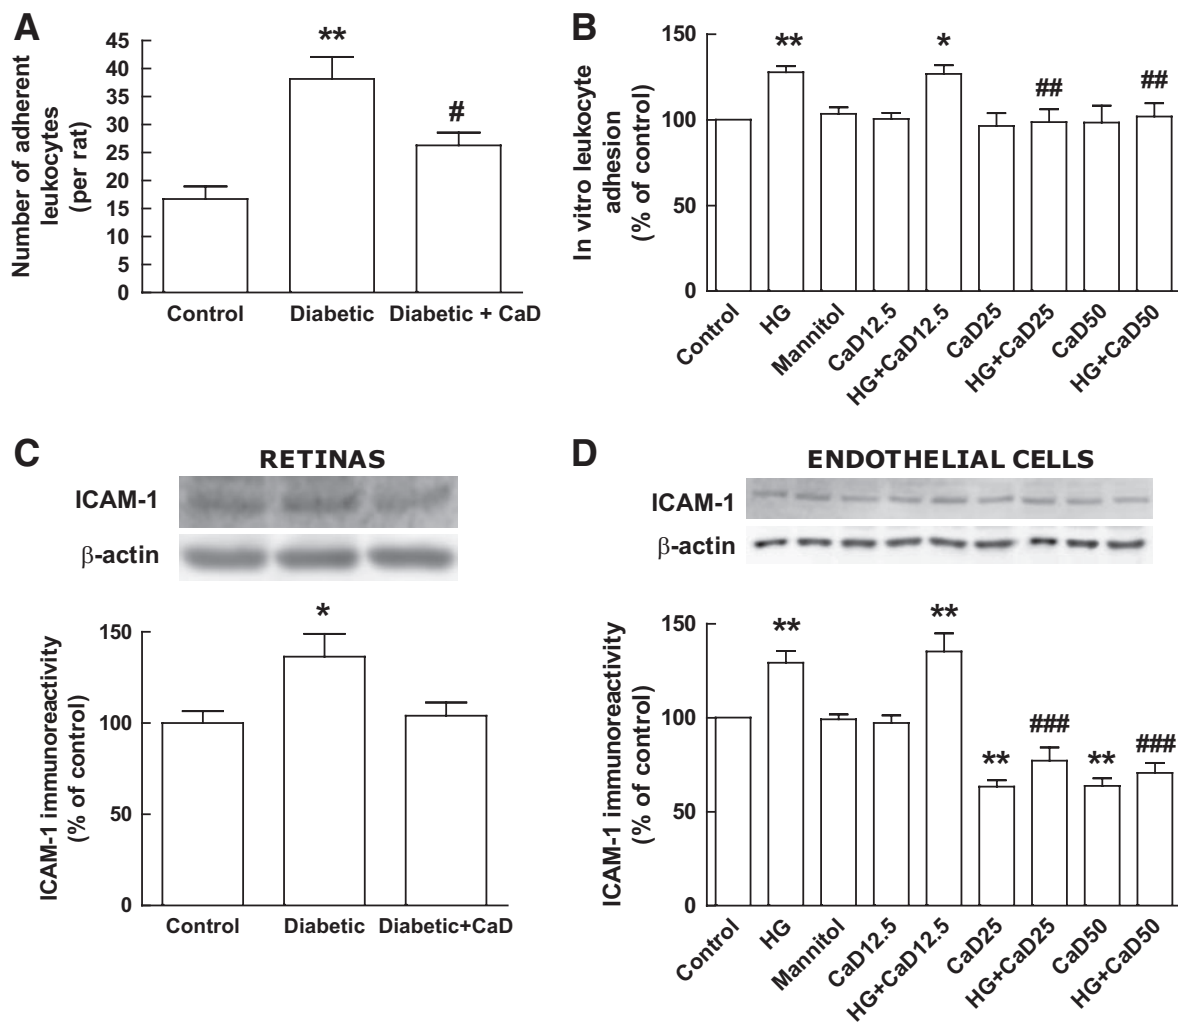 A
Number of adherent
leukocytes
(per rat)
45
40
35
30
25
20
15
10
5
0
**
#
Control
Diabetic
Diabetic + CaD
B
In vitro leukocyte
adhesion
(% of control)
150
100
50
0
**
*
##
##
Control
HG
Mannitol
CaD12.5
HG+CaD12.5
CaD25
HG+CaD25
CaD50
HG+CaD50
C
RETINAS
ICAM-1
β-actin
ICAM-1 immunoreactivity
(% of control)
150
100
50
0
*
Control
Diabetic
Diabetic+CaD
D
ENDOTHELIAL CELLS
ICAM-1
β-actin
ICAM-1 immunoreactivity
(% of control)
150
100
50
0
**
**
**
###
**
###
Control
HG
Mannitol
CaD12.5
HG+CaD12.5
CaD25
HG+CaD25
CaD50
HG+CaD50